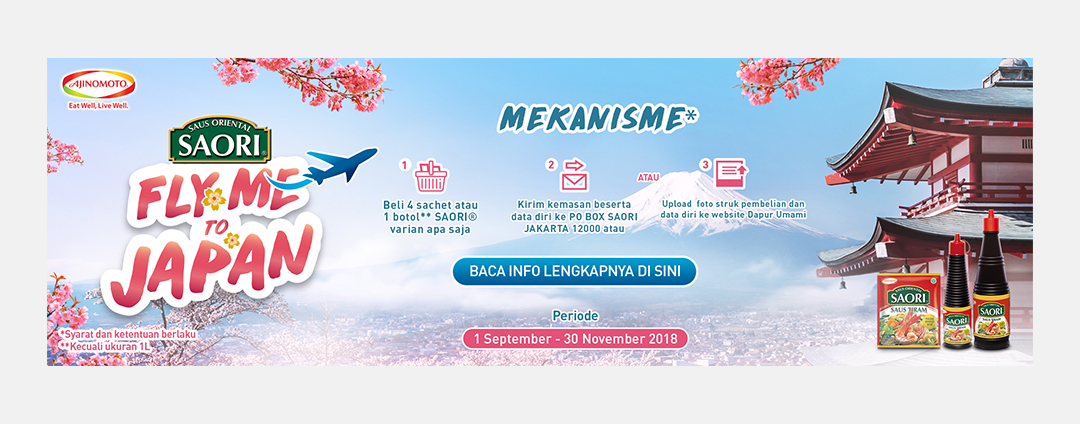 AJINOMOTO
Eat Well, Live Well.
SAUS ORIENTAL
SAORI®
FLY ME
TO
JAPAN
*Syarat dan ketentuan berlaku
**Kecuali ukuran 1L
MEKANISME*
1
Beli 4 sachet atau
1 botol** SAORI®
varian apa saja
2
Kirim kemasan beserta
data diri ke PO BOX SAORI
JAKARTA 12000 atau
ATAU
3
Upload foto struk pembelian dan
data diri ke website Dapur Umami
BACA INFO LENGKAPNYA DI SINI
Periode
1 September - 30 November 2018
SAUS ORIENTAL
SAORI
SAUS TIRAM
SAORI
SAORI